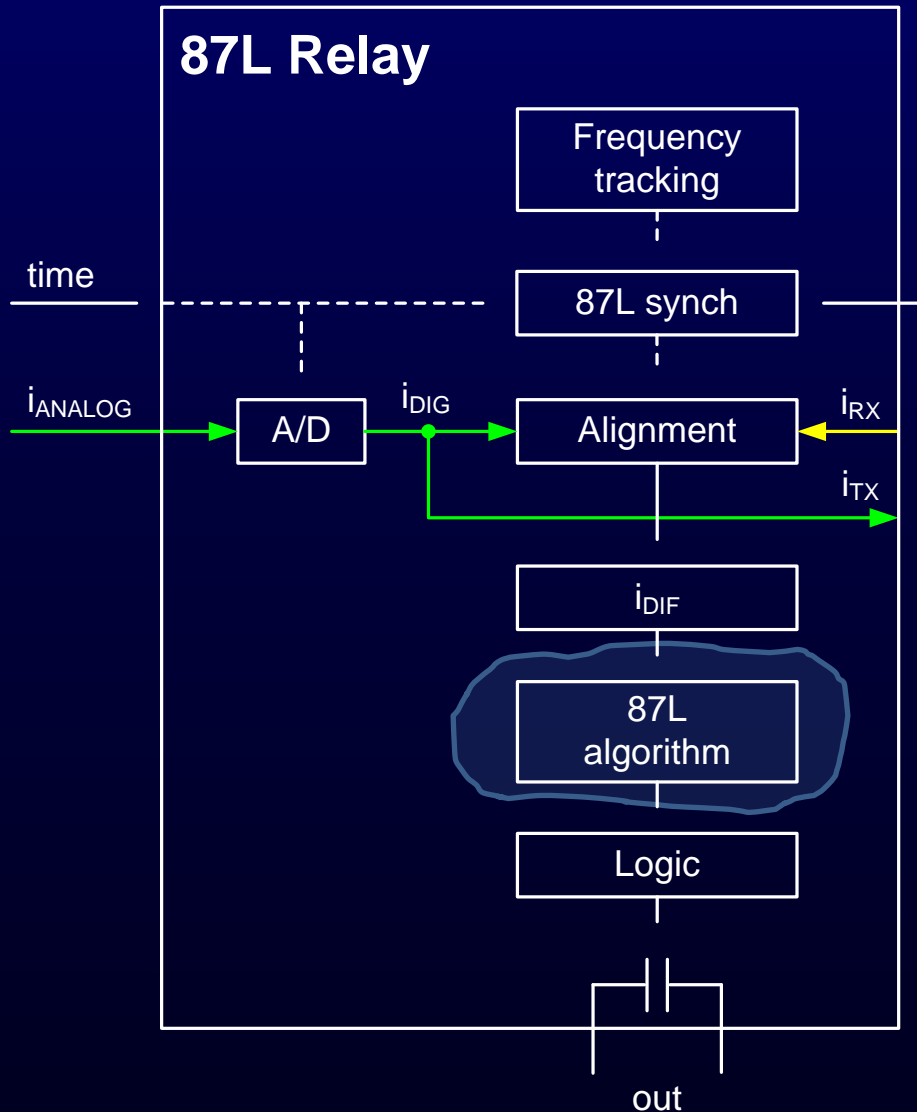 87L Relay
Frequency
tracking
time
87L synch
iANALOG
A/D
iDIG
Alignment
iRX
iTX
iDIF
87L
algorithm
Logic
out